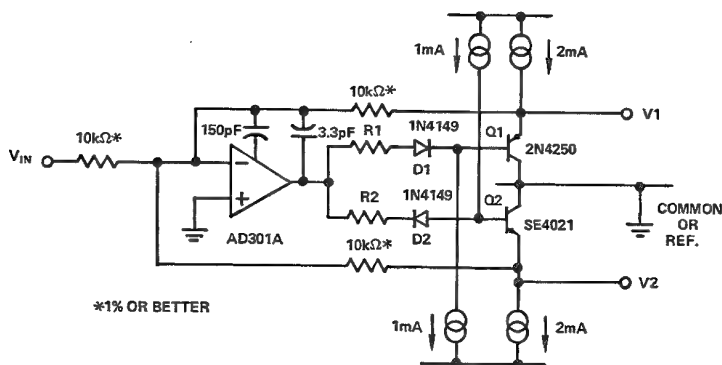 1mA
2mA
10kΩ*
V1
10kΩ*
150pF
3.3pF
R1
1N4149
Q1
2N4250
VIN
D1
−
+
1N4149
Q2
R2
SE4021
COMMON
OR
REF.
AD301A
D2
10kΩ*
V2
*1% OR BETTER
1mA
2mA